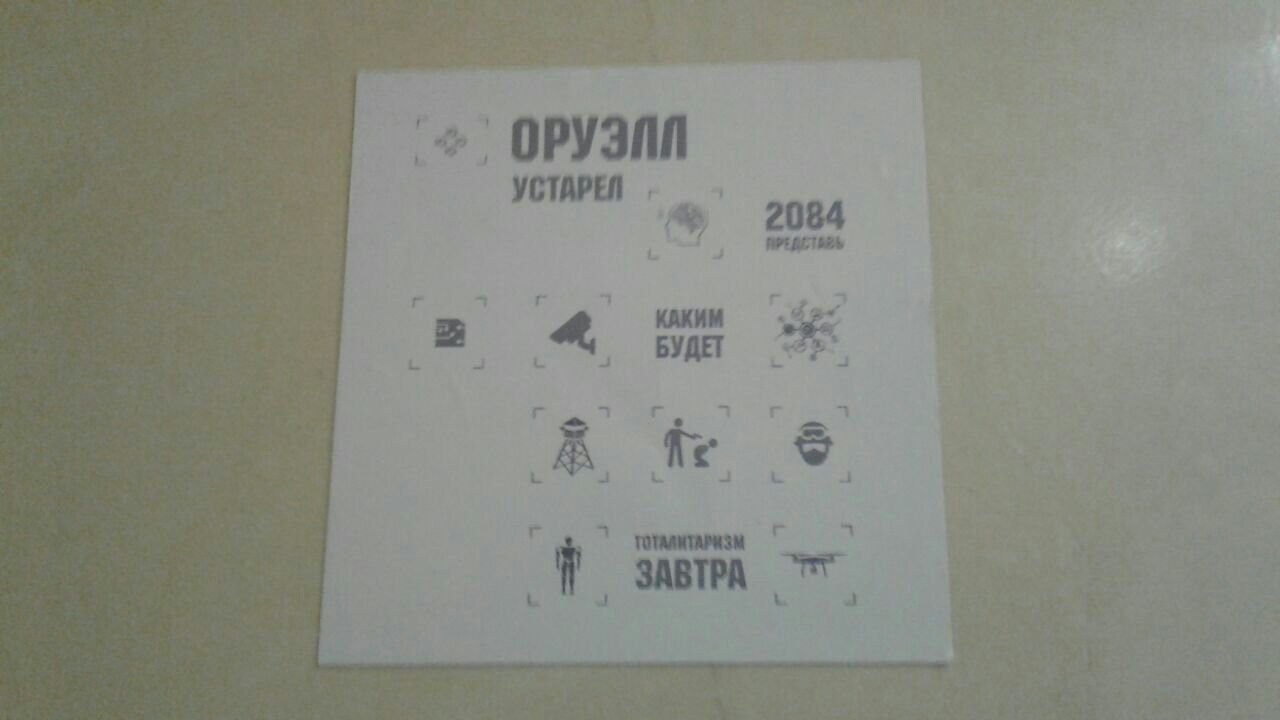 ОРУЭЛЛ
УСТАРЕЛ
2084
ПРЕДСТАВЬ
КАКИМ
БУДЕТ
ТОТАЛИТАРИЗМ
ЗАВТРА